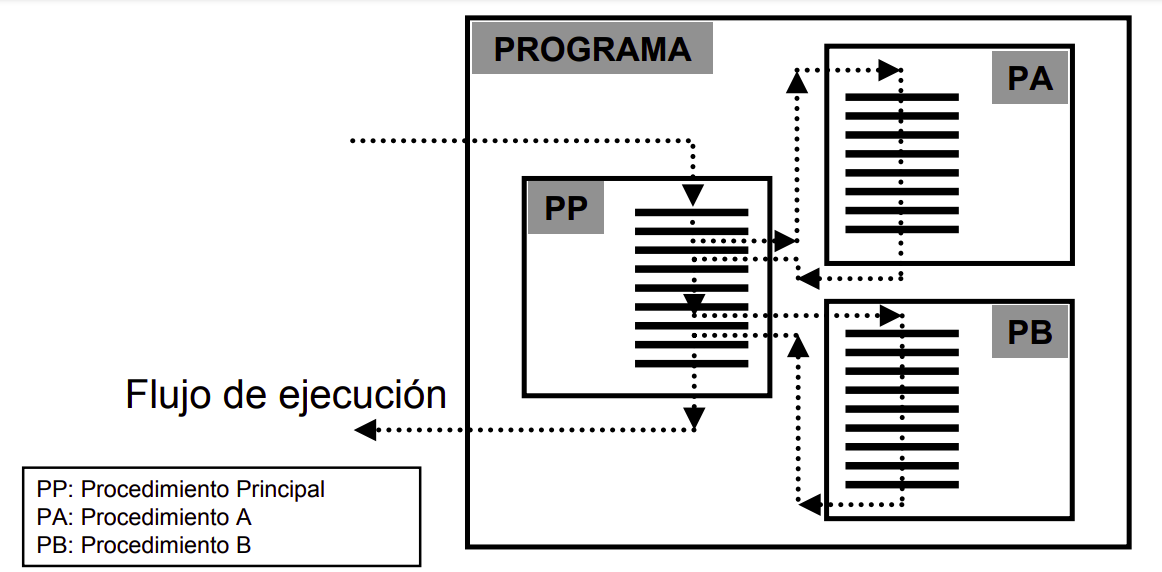 PROGRAMA
PA
PP
PB
Flujo de ejecución
PP: Procedimiento Principal
PA: Procedimiento A
PB: Procedimiento B